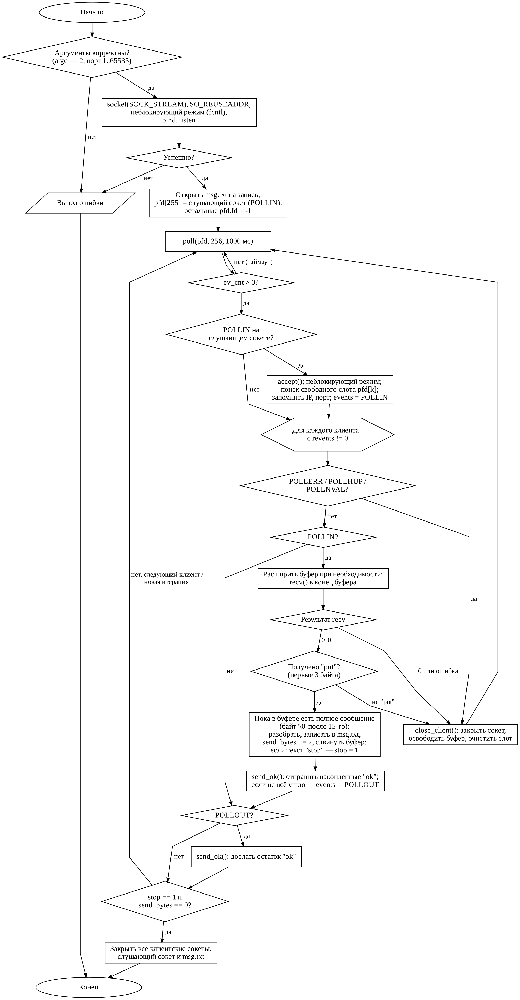 Начало
Аргументы корректны?
(argc == 2, порт 1..65535)
да
socket(SOCK_STREAM), SO_REUSEADDR,
неблокирующий режим (fcntl),
bind, listen
нет
Успешно?
нет
да
Открыть msg.txt на запись;
pfd[255] = слушающий сокет (POLLIN),
остальные pfd.fd = -1
Вывод ошибки
poll(pfd, 256, 1000 мс)
нет (таймаут)
ev_cnt > 0?
да
POLLIN на
слушающем сокете?
да
нет
accept(); неблокирующий режим;
поиск свободного слота pfd[k];
запомнить IP, порт; events = POLLIN
Для каждого клиента j
с revents != 0
POLLERR / POLLHUP /
POLLNVAL?
нет
POLLIN?
да
нет, следующий клиент /
новая итерация
Расширить буфер при необходимости;
recv() в конец буфера
да
Результат recv
> 0
нет
Получено "put"?
(первые 3 байта)
0 или ошибка
да
не "put"
Пока в буфере есть полное сообщение
(байт '\0' после 15-го):
разобрать, записать в msg.txt,
send_bytes += 2, сдвинуть буфер;
если текст "stop" — stop = 1
close_client(): закрыть сокет,
освободить буфер, очистить слот
send_ok(): отправить накопленные "ok";
если не всё ушло — events |= POLLOUT
POLLOUT?
да
нет
send_ok(): дослать остаток "ok"
stop == 1 и
send_bytes == 0?
да
Закрыть все клиентские сокеты,
слушающий сокет и msg.txt
Конец